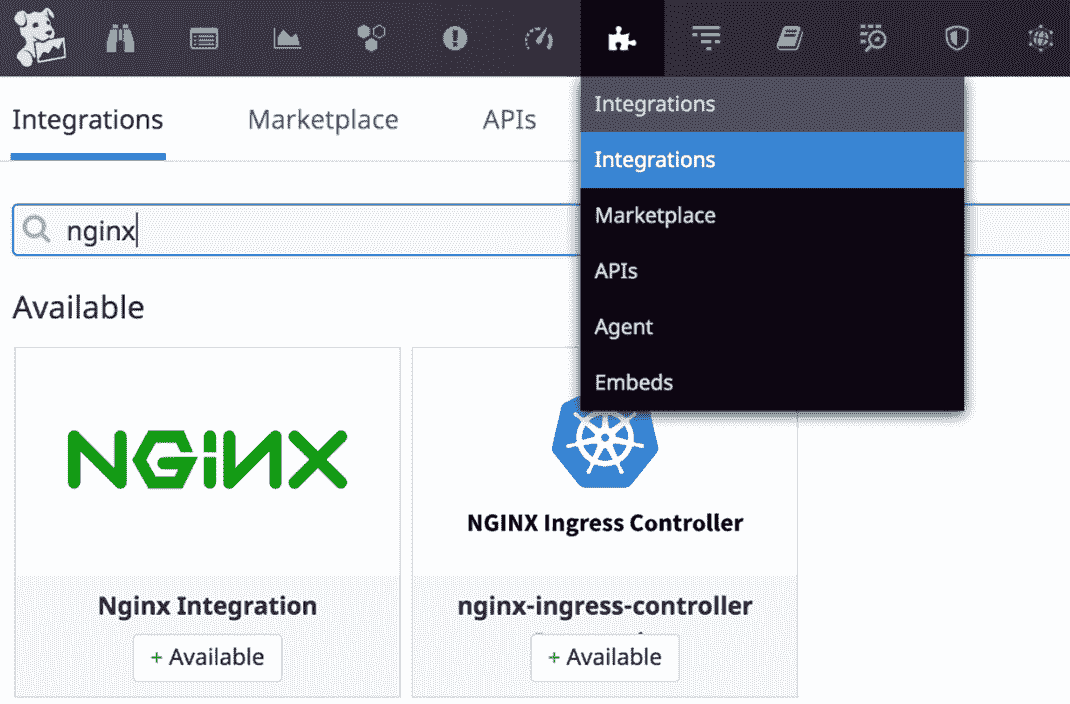 Integrations Marketplace APIs
Integrations
Integrations
Marketplace
APIs
Agent
Embeds
nginx
Available
NGINX
NGINX Ingress Controller
Nginx Integration
nginx-ingress-controller
+ Available
+ Available